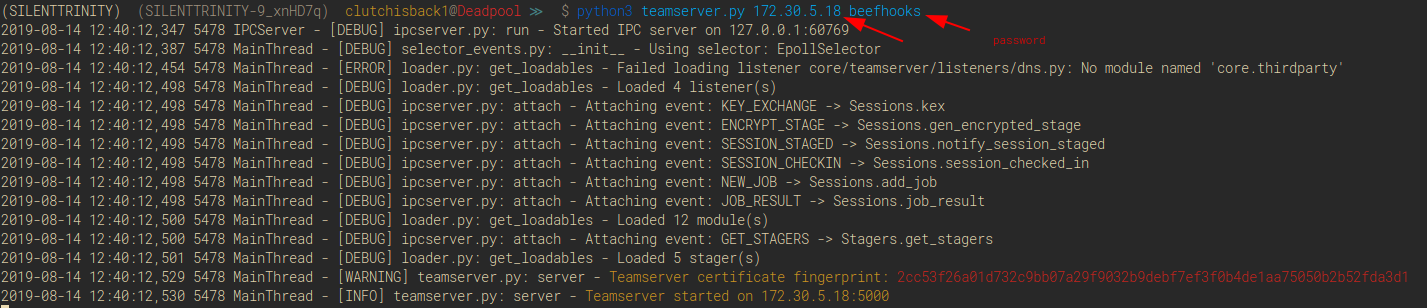 (SILENTTRINITY) (SILENTTRINITY-9_xnHD7q) clutchisback1@Deadpool ≫ $ python3 teamserver.py 172.30.5.18 beefhooks
password
2019-08-14 12:40:12,347 5478 IPCServer - [DEBUG] ipcserver.py: run - Started IPC server on 127.0.0.1:60769
2019-08-14 12:40:12,387 5478 MainThread - [DEBUG] selector_events.py: __init__ - Using selector: EpollSelector
2019-08-14 12:40:12,454 5478 MainThread - [ERROR] loader.py: get_loadables - Failed loading listener core/teamserver/listeners/dns.py: No module named 'core.thirdparty'
2019-08-14 12:40:12,498 5478 MainThread - [DEBUG] loader.py: get_loadables - Loaded 4 listener(s)
2019-08-14 12:40:12,498 5478 MainThread - [DEBUG] ipcserver.py: attach - Attaching event: KEY_EXCHANGE -> Sessions.kex
2019-08-14 12:40:12,498 5478 MainThread - [DEBUG] ipcserver.py: attach - Attaching event: ENCRYPT_STAGE -> Sessions.gen_encrypted_stage
2019-08-14 12:40:12,498 5478 MainThread - [DEBUG] ipcserver.py: attach - Attaching event: SESSION_STAGED -> Sessions.notify_session_staged
2019-08-14 12:40:12,498 5478 MainThread - [DEBUG] ipcserver.py: attach - Attaching event: SESSION_CHECKIN -> Sessions.session_checked_in
2019-08-14 12:40:12,498 5478 MainThread - [DEBUG] ipcserver.py: attach - Attaching event: NEW_JOB -> Sessions.add_job
2019-08-14 12:40:12,498 5478 MainThread - [DEBUG] ipcserver.py: attach - Attaching event: JOB_RESULT -> Sessions.job_result
2019-08-14 12:40:12,500 5478 MainThread - [DEBUG] loader.py: get_loadables - Loaded 12 module(s)
2019-08-14 12:40:12,500 5478 MainThread - [DEBUG] ipcserver.py: attach - Attaching event: GET_STAGERS -> Stagers.get_stagers
2019-08-14 12:40:12,501 5478 MainThread - [DEBUG] loader.py: get_loadables - Loaded 5 stager(s)
2019-08-14 12:40:12,529 5478 MainThread - [WARNING] teamserver.py: server - Teamserver certificate fingerprint: 2cc53f26a01d732c9bb07a29f9032b9debf7ef3f0b4de1aa75050b2b52fda3d1
2019-08-14 12:40:12,530 5478 MainThread - [INFO] teamserver.py: server - Teamserver started on 172.30.5.18:5000